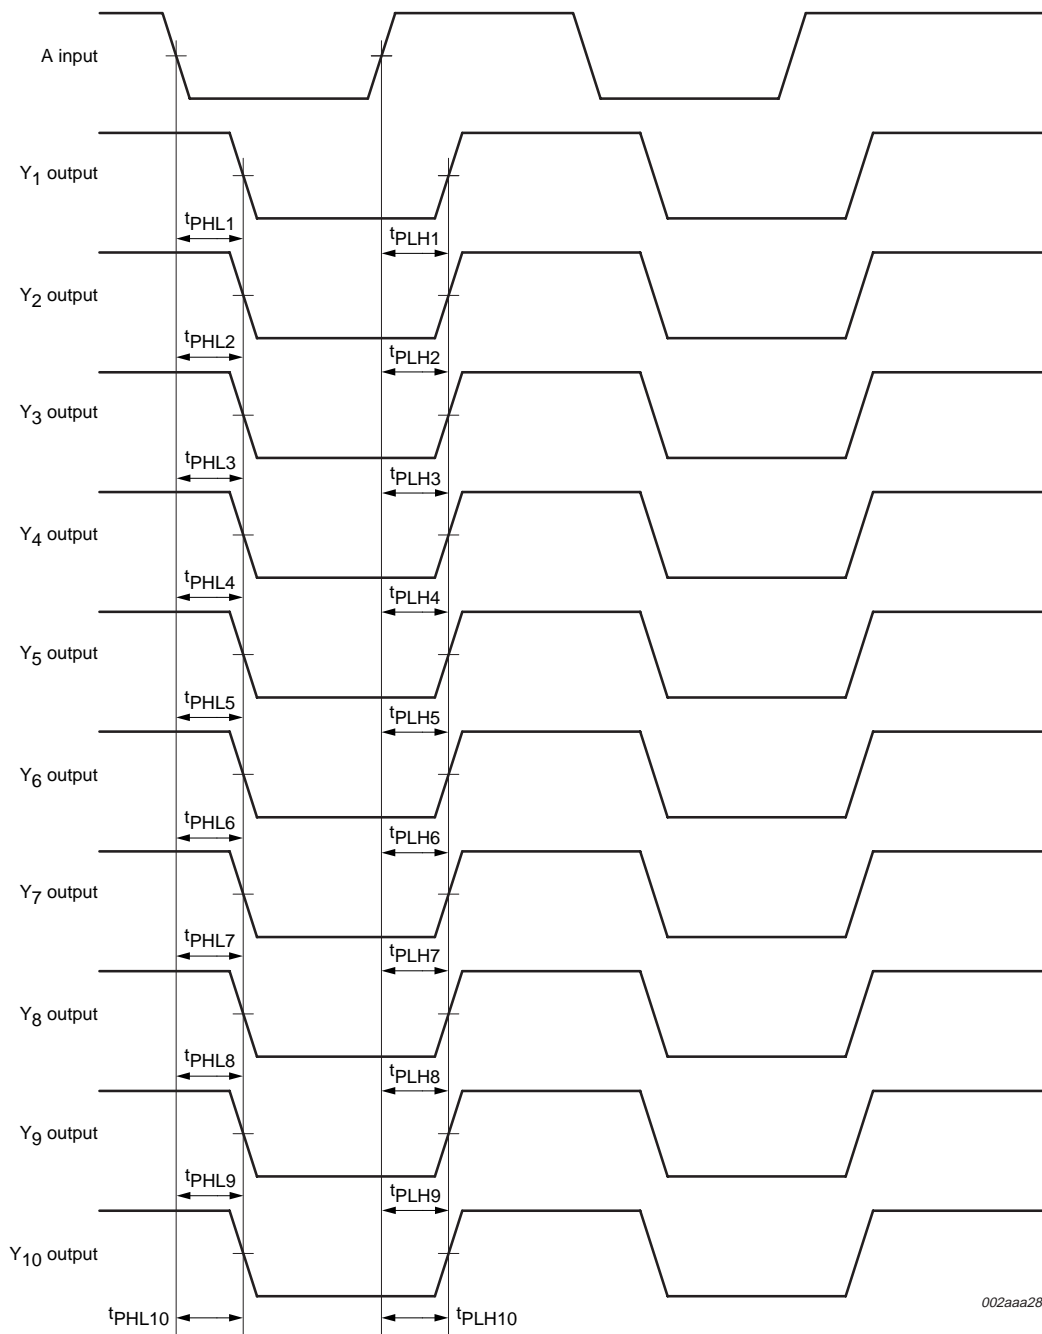 A input
Y1 output
tPHL1
tPLH1
Y2 output
tPHL2
tPLH2
Y3 output
tPHL3
tPLH3
Y4 output
tPHL4
tPLH4
Y5 output
tPHL5
tPLH5
Y6 output
tPHL6
tPLH6
Y7 output
tPHL7
tPLH7
Y8 output
tPHL8
tPLH8
Y9 output
tPHL9
tPLH9
Y10 output
tPHL10
tPLH10
002aaa28